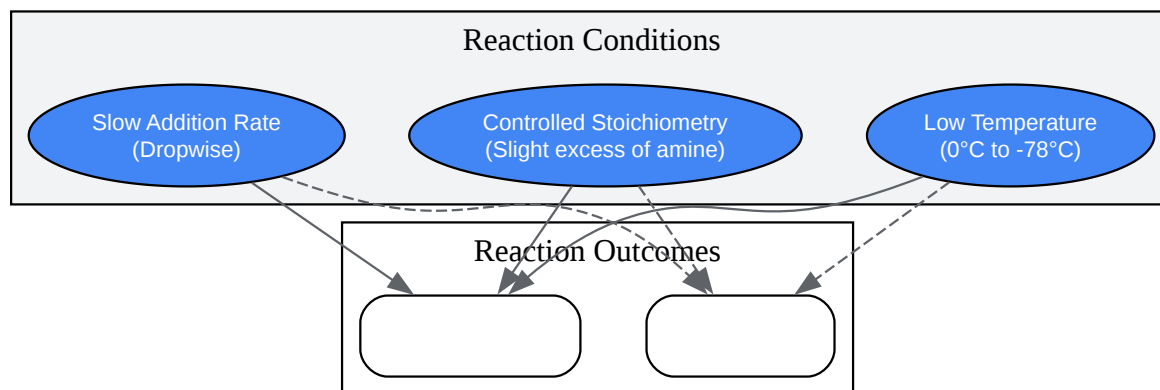 Reaction Conditions
Slow Addition Rate
(Dropwise)
Controlled Stoichiometry
(Slight excess of amine)
Low Temperature
(0°C to -78°C)
Reaction Outcomes